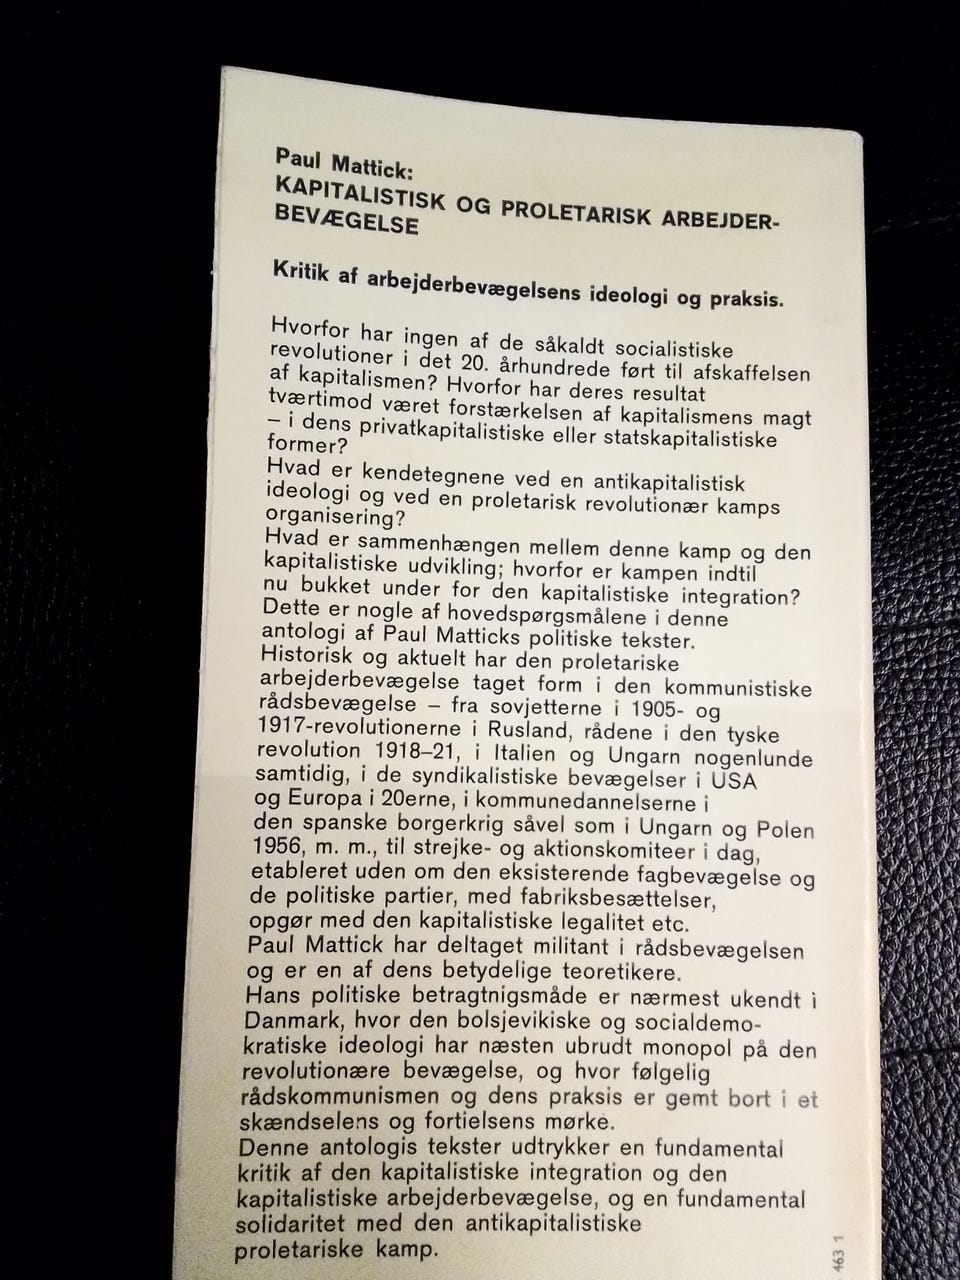 Paul Mattick:
KAPITALISTISK OG PROLETARISK ARBEJDER-
BEVÆGELSE
Kritik af arbejderbevægelsens ideologi og praksis.
Hvorfor har ingen af de såkaldt socialistiske
revolutioner i det 20. århundrede ført til afskaffelsen
af kapitalismen? Hvorfor har deres resultat
tværtimod været forstærkelsen af kapitalismens magt
– i dens privatkapitalistiske eller statskapitalistiske
former?
Hvad er kendetegnene ved en antikapitalistisk
ideologi og ved en proletarisk revolutionær kamps
organisering?
Hvad er sammenhængen mellem denne kamp og den
kapitalistiske udvikling; hvorfor er kampen indtil
nu bukket under for den kapitalistiske integration?
Dette er nogle af hovedspørgsmålene i denne
antologi af Paul Matticks politiske tekster.
Historisk og aktuelt har den proletariske
arbejderbevægelse taget form i den kommunistiske
rådsbevægelse – fra sovjetterne i 1905- og
1917-revolutionerne i Rusland, rådene i den tyske
revolution 1918–21, i Italien og Ungarn nogenlunde
samtidig, i de syndikalistiske bevægelser i USA
og Europa i 20erne, i kommunedannelserne i
den spanske borgerkrig såvel som i Ungarn og Polen
1956, m. m., til strejke- og aktionskomiteer i dag,
etableret uden om den eksisterende fagbevægelse og
de politiske partier, med fabriksbesættelser,
opgør med den kapitalistiske legalitet etc.
Paul Mattick har deltaget militant i rådsbevægelsen
og er en af dens betydelige teoretikere.
Hans politiske betragtnigsmåde er nærmest ukendt i
Danmark, hvor den bolsjevikiske og socialdemo-
kratiske ideologi har næsten ubrudt monopol på den
revolutionære bevægelse, og hvor følgelig
rådskommunismen og dens praksis er gemt bort i et
skændselens og fortielsens mørke.
Denne antologis tekster udtrykker en fundamental
kritik af den kapitalistiske integration og den
kapitalistiske arbejderbevægelse, og en fundamental
solidaritet med den antikapitalistiske
proletariske kamp.
463 1